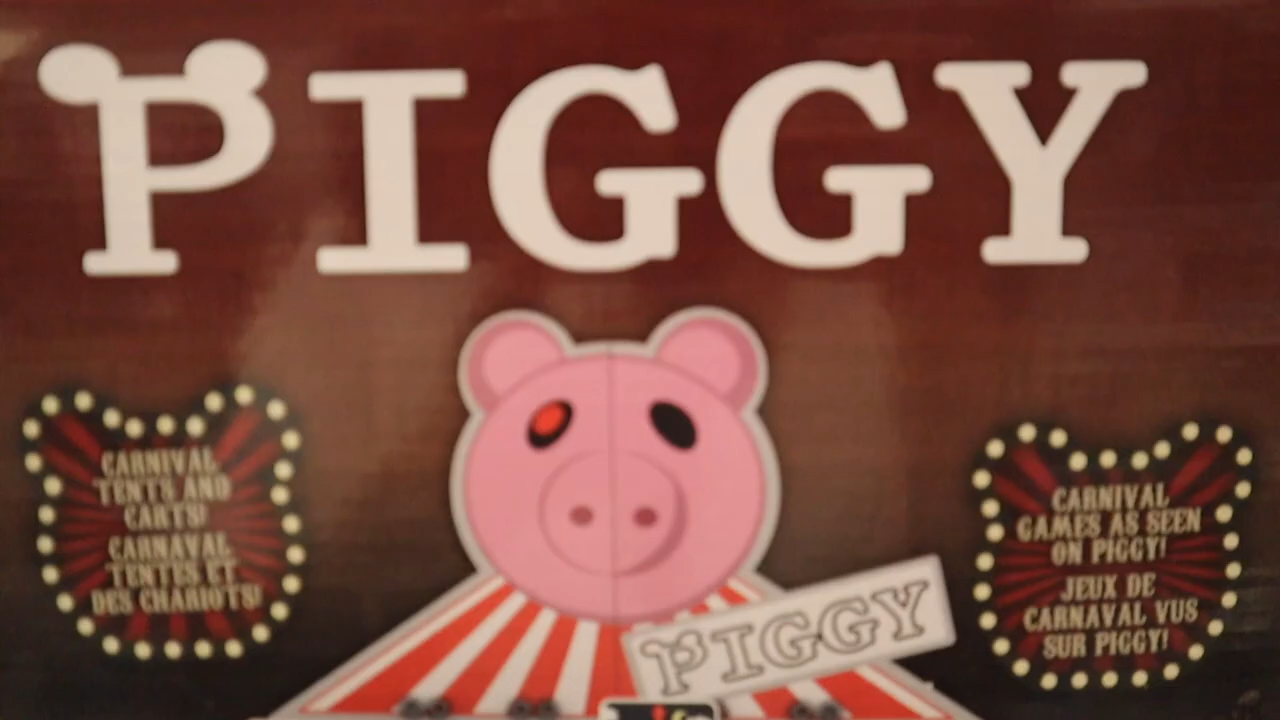 PIGGY
CARNIVAL
TENTS AND
CARTS!
CARNAVAL
TENTES ET
DES CHARIOTS!
CARNIVAL
GAMES AS SEEN
ON PIGGY!
JEUX DE
CARNAVAL VUS
SUR PIGGY!
PIGGY